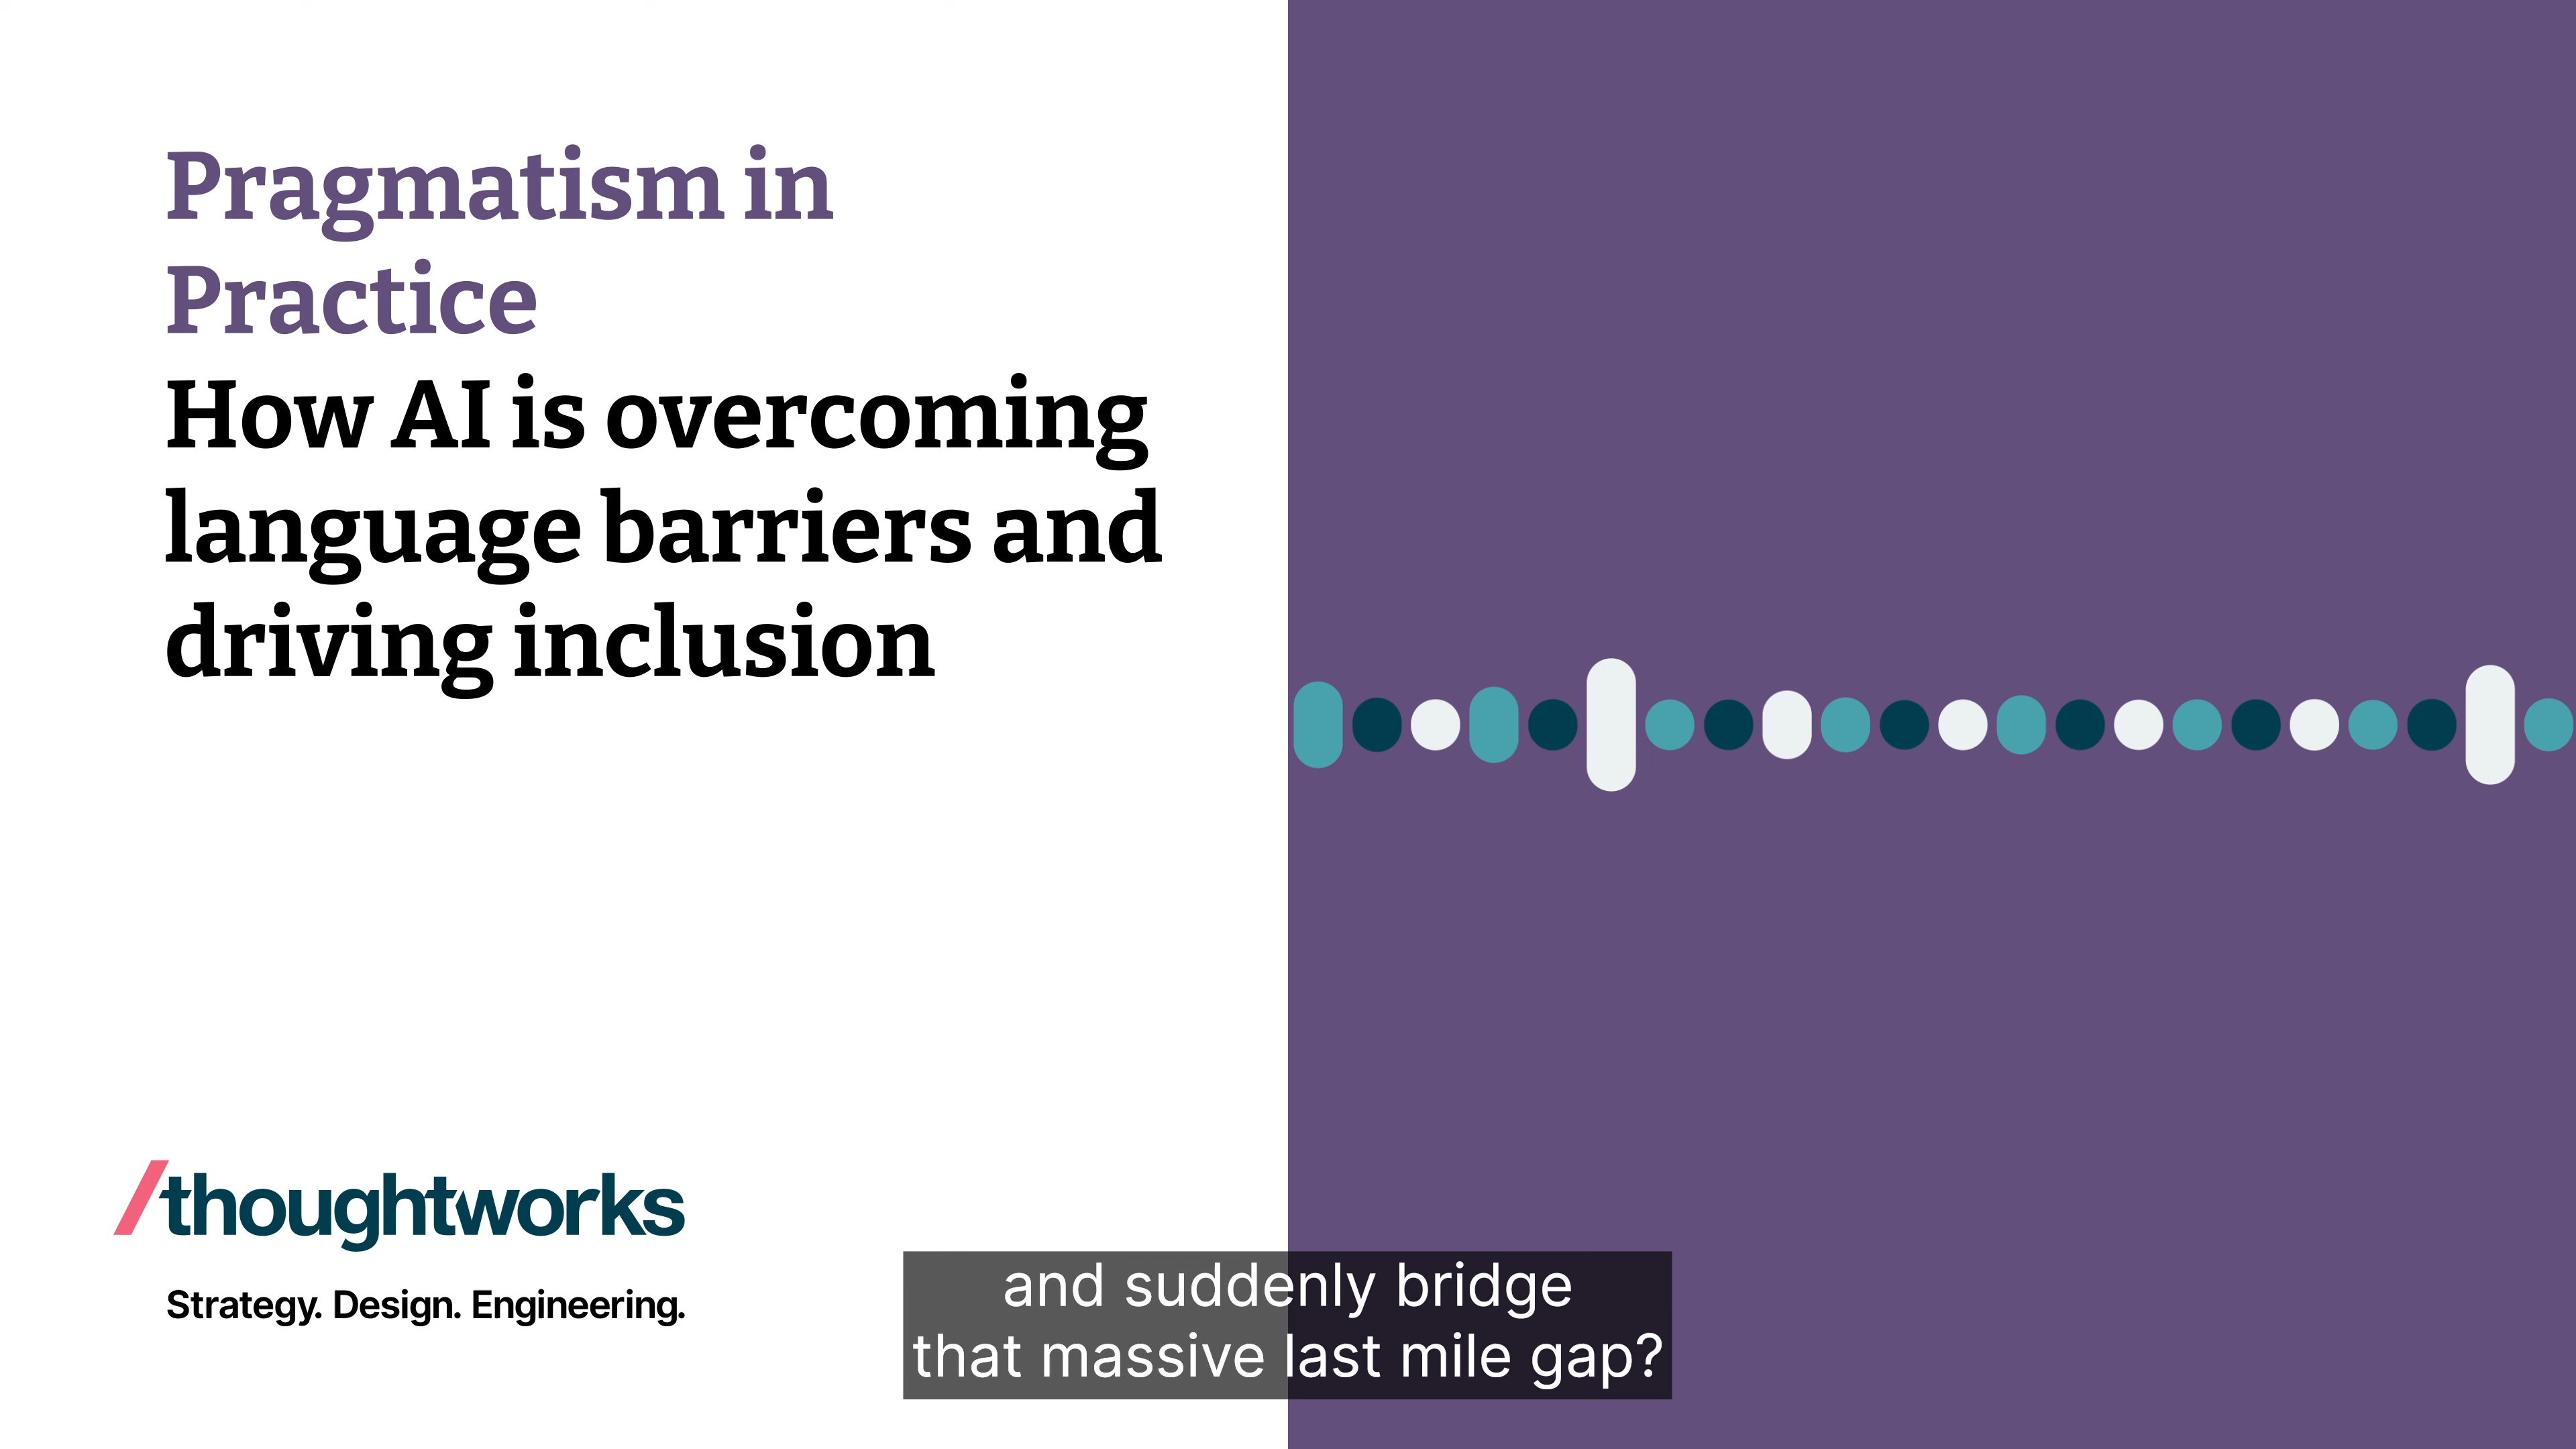 Pragmatism in
Practice
How AI is overcoming
language barriers and
driving inclusion
/thoughtworks
Strategy. Design. Engineering.
and suddenly bridge
that massive last mile gap?